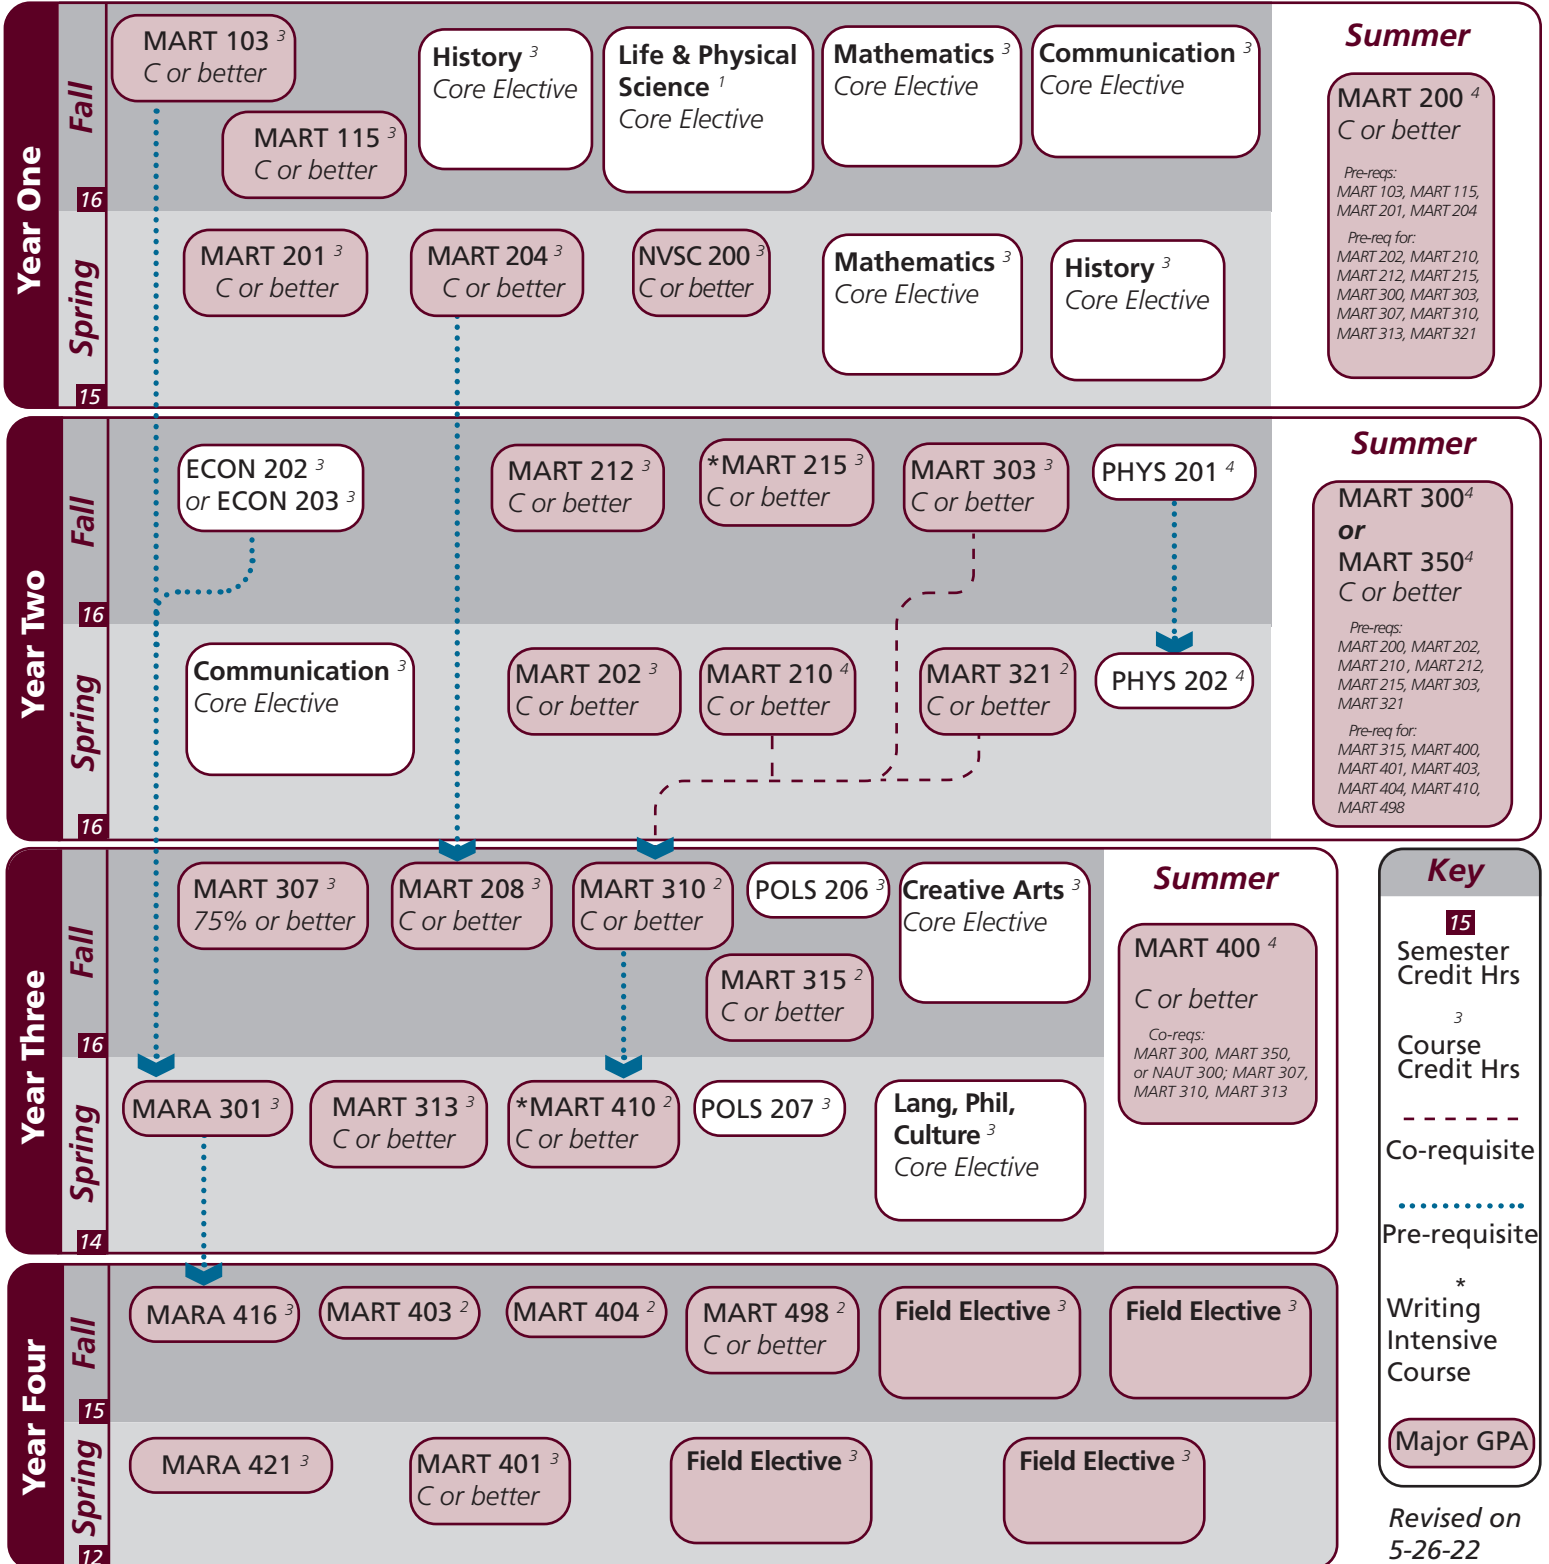 Year One
Fall
MART 103 3
C or better
MART 115 3
C or better
History 3
Core Elective
Life & Physical
Science 1
Core Elective
Mathematics 3
Core Elective
Communication 3
Core Elective
16
Spring
MART 201 3
C or better
MART 204 3
C or better
NVSC 200 3
C or better
Mathematics 3
Core Elective
History 3
Core Elective
15
Summer
MART 200 4
C or better
Pre-reqs:
MART 103, MART 115,
MART 201, MART 204
Pre-req for:
MART 202, MART 210,
MART 212, MART 215,
MART 300, MART 303,
MART 307, MART 310,
MART 313, MART 321
Year Two
Fall
ECON 202 3
or ECON 203 3
MART 212 3
C or better
*MART 215 3
C or better
MART 303 3
C or better
PHYS 201 4
16
Spring
Communication 3
Core Elective
MART 202 3
C or better
MART 210 4
C or better
MART 321 2
C or better
PHYS 202 4
16
Summer
MART 300 4
or
MART 350 4
C or better
Pre-reqs:
MART 200, MART 202,
MART 210 , MART 212,
MART 215, MART 303,
MART 321
Pre-req for:
MART 315, MART 400,
MART 401, MART 403,
MART 404, MART 410,
MART 498
Year Three
Fall
MART 307 3
75% or better
MART 208 3
C or better
MART 310 2
C or better
POLS 206 3
MART 315 2
C or better
Creative Arts 3
Core Elective
16
Spring
MARA 301 3
MART 313 3
C or better
*MART 410 2
C or better
POLS 207 3
Lang, Phil,
Culture 3
Core Elective
14
Summer
MART 400 4
C or better
Co-reqs:
MART 300, MART 350,
or NAUT 300; MART 307,
MART 310, MART 313
Year Four
Fall
MARA 416 3
MART 403 2
MART 404 2
MART 498 2
C or better
Field Elective 3
Field Elective 3
15
Spring
MARA 421 3
MART 401 3
C or better
Field Elective 3
Field Elective 3
12
Key
15
Semester
Credit Hrs
3
Course
Credit Hrs
Co-requisite
Pre-requisite
*
Writing
Intensive
Course
Major GPA
Revised on
5-26-22